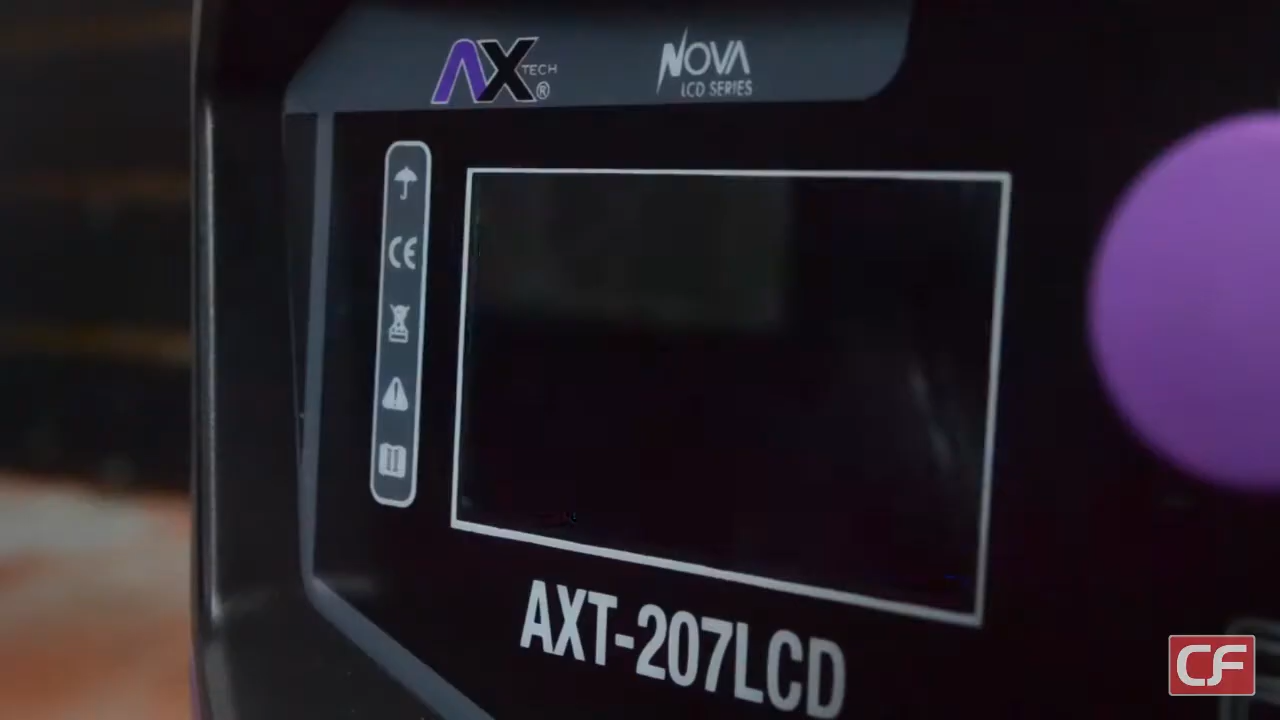 AX TECH ®
NOVA
LCD SERIES
CE
AXT-207LCD
CF